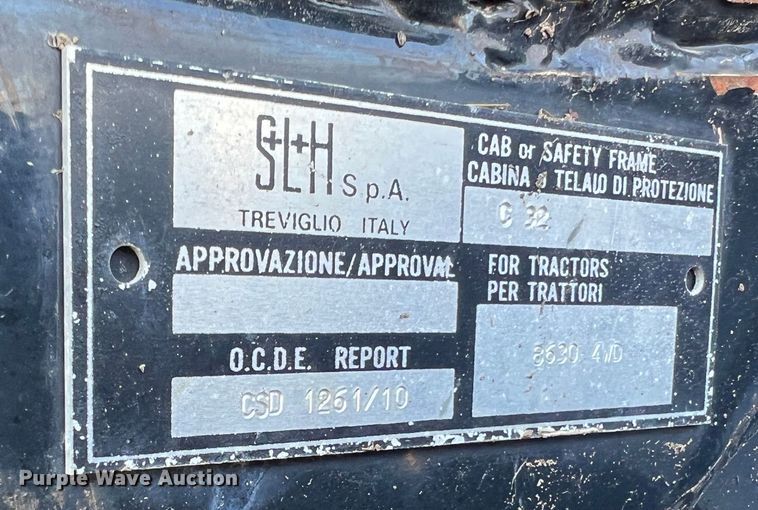 S+L+H S.p.A.
TREVIGLIO ITALY
CAB or SAFETY FRAME
CABINA o TELAIO DI PROTEZIONE
C 32
APPROVAZIONE/APPROVAL
FOR TRACTORS
PER TRATTORI
8630 4WD
O.C.D.E. REPORT
CSD 1261/10
Purple Wave Auction